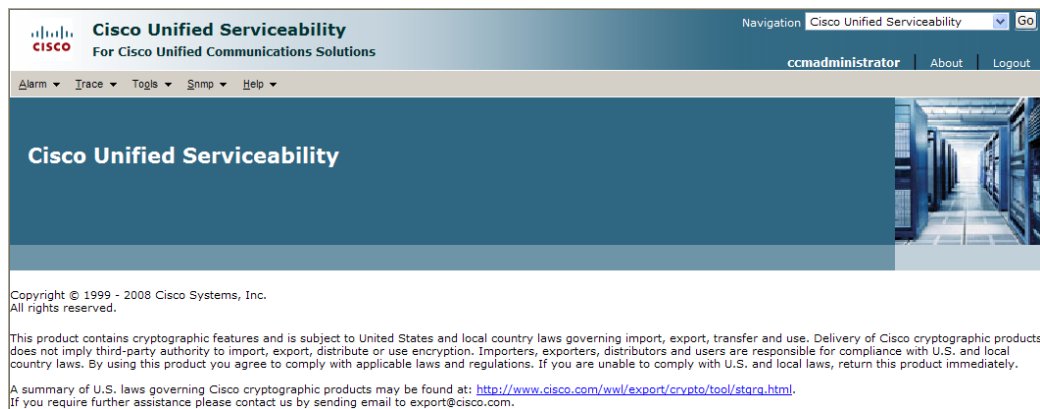 CISCO
Cisco Unified Serviceability
For Cisco Unified Communications Solutions
Navigation Cisco Unified Serviceability Go
ccmadministrator About Logout
Alarm Trace Tools Snmp Help
Cisco Unified Serviceability
Copyright © 1999 - 2008 Cisco Systems, Inc.
All rights reserved.
This product contains cryptographic features and is subject to United States and local country laws governing import, export, transfer and use. Delivery of Cisco cryptographic products
does not imply third-party authority to import, export, distribute or use encryption. Importers, exporters, distributors and users are responsible for compliance with U.S. and local
country laws. By using this product you agree to comply with applicable laws and regulations. If you are unable to comply with U.S. and local laws, return this product immediately.
A summary of U.S. laws governing Cisco cryptographic products may be found at: http://www.cisco.com/wwl/export/crypto/tool/stqrg.html.
If you require further assistance please contact us by sending email to export@cisco.com.